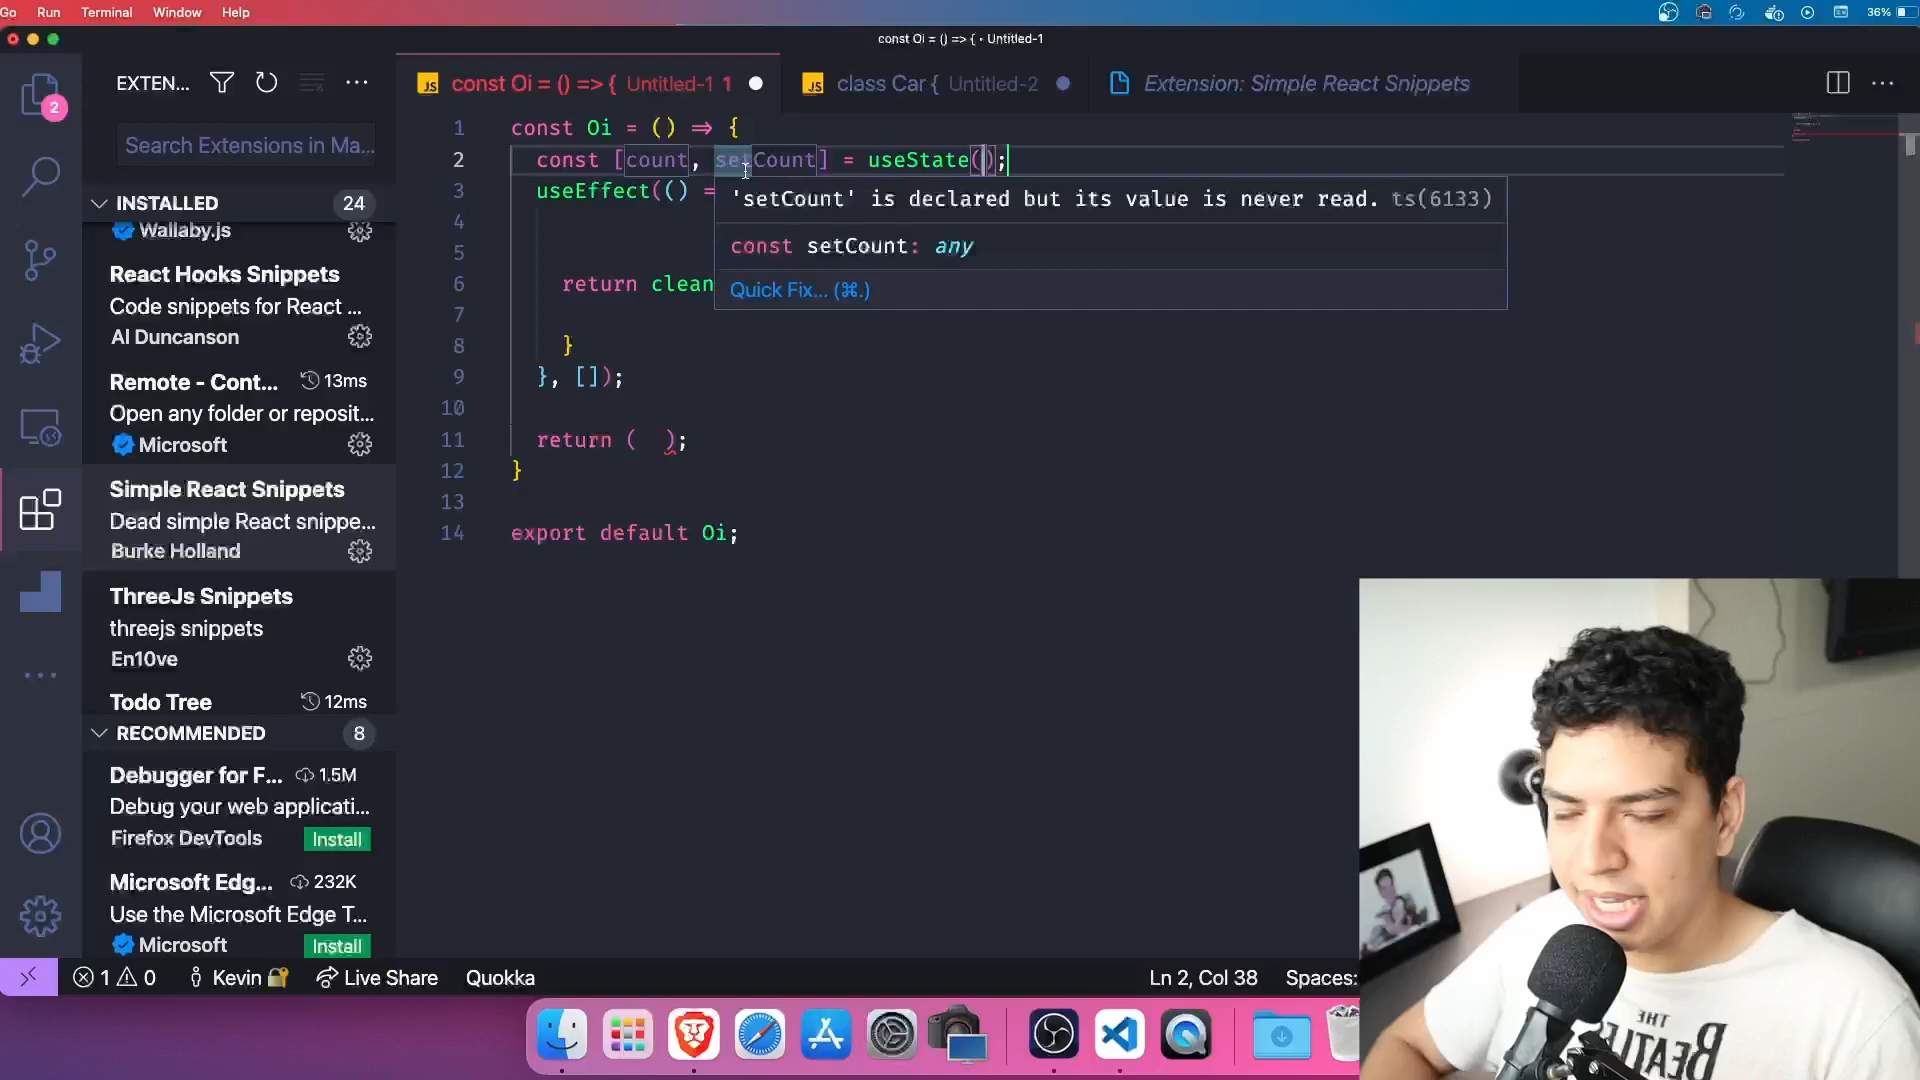 Go Run Terminal Window Help 36%
const Oi = () => { • Untitled-1
EXTEN...
const Oi = () => { Untitled-1 1
class Car { Untitled-2
Extension: Simple React Snippets
2
Search Extensions in Ma...
INSTALLED 24
Wallaby.js
React Hooks Snippets
Code snippets for React ...
Al Duncanson
Remote - Cont... 13ms
Open any folder or reposit...
Microsoft
Simple React Snippets
Dead simple React snippe...
Burke Holland
ThreeJs Snippets
threejs snippets
En10ve
Todo Tree 12ms
RECOMMENDED 8
Debugger for F... 1.5M
Debug your web applicati...
Firefox DevTools Install
Microsoft Edg... 232K
Use the Microsoft Edge T...
Microsoft Install
1 const Oi = () => {
2 const [count, setCount] = useState();
3 useEffect(() =
'setCount' is declared but its value is never read. ts(6133)
4
const setCount: any
5
6 return clean
Quick Fix... (⌘.)
7
8 }
9 }, []);
10
11 return ( );
12 }
13
14 export default Oi;
1 0 Kevin Live Share Quokka Ln 2, Col 38 Spaces:
THE
BEATLES